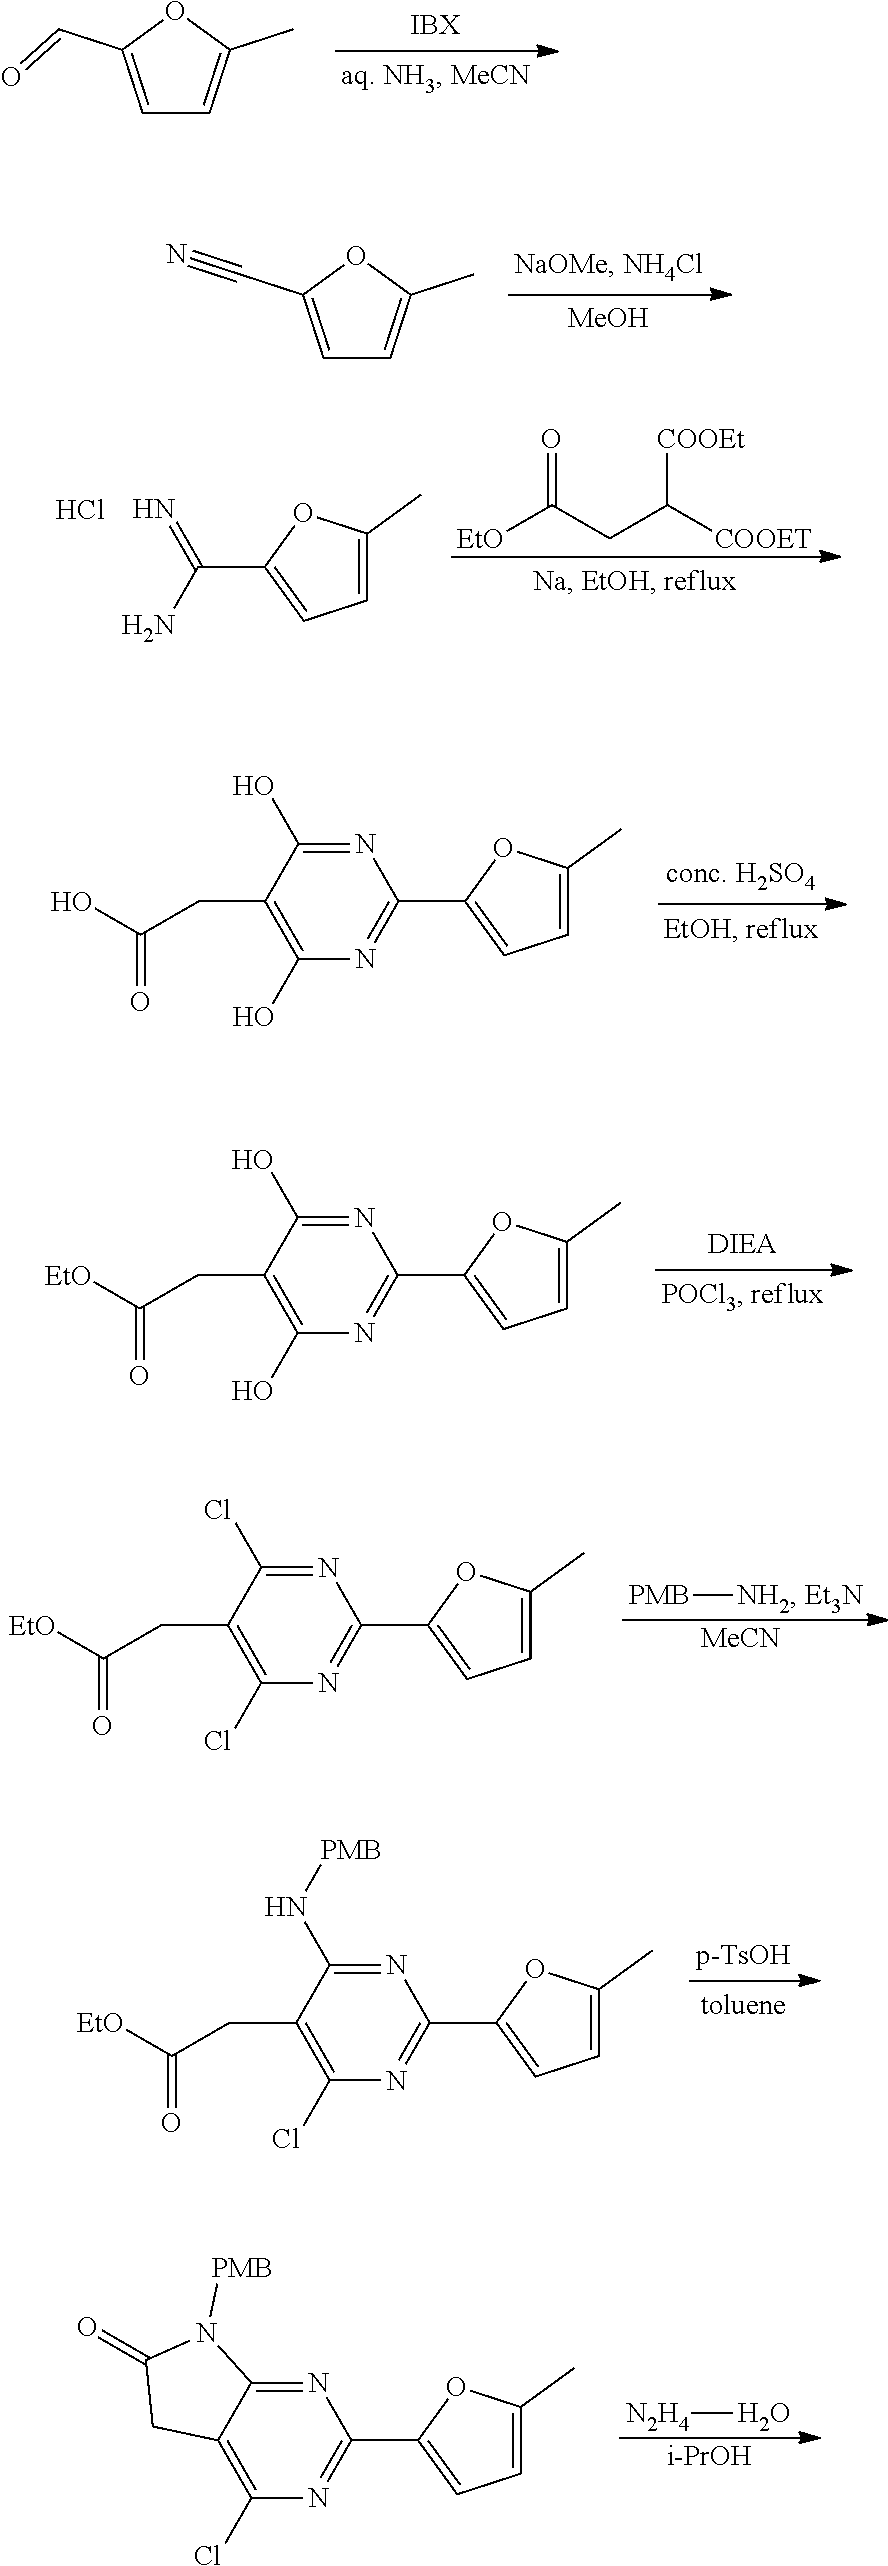 O O IBX
aq. NH3, MeCN
N O NaOMe, NH4Cl
MeOH
O COOEt
HCl HN O
EtO COOET
H2N Na, EtOH, reflux
HO
N O
HO conc. H2SO4
O N EtOH, reflux
HO
HO
N O
EtO DIEA
O N POCl3, reflux
HO
Cl
N O
EtO PMB—NH2, Et3N
O N MeCN
Cl
PMB
HN
N O p-TsOH
EtO toluene
O N
Cl
PMB
O N
N O
N2H4—H2O
N i-PrOH
Cl